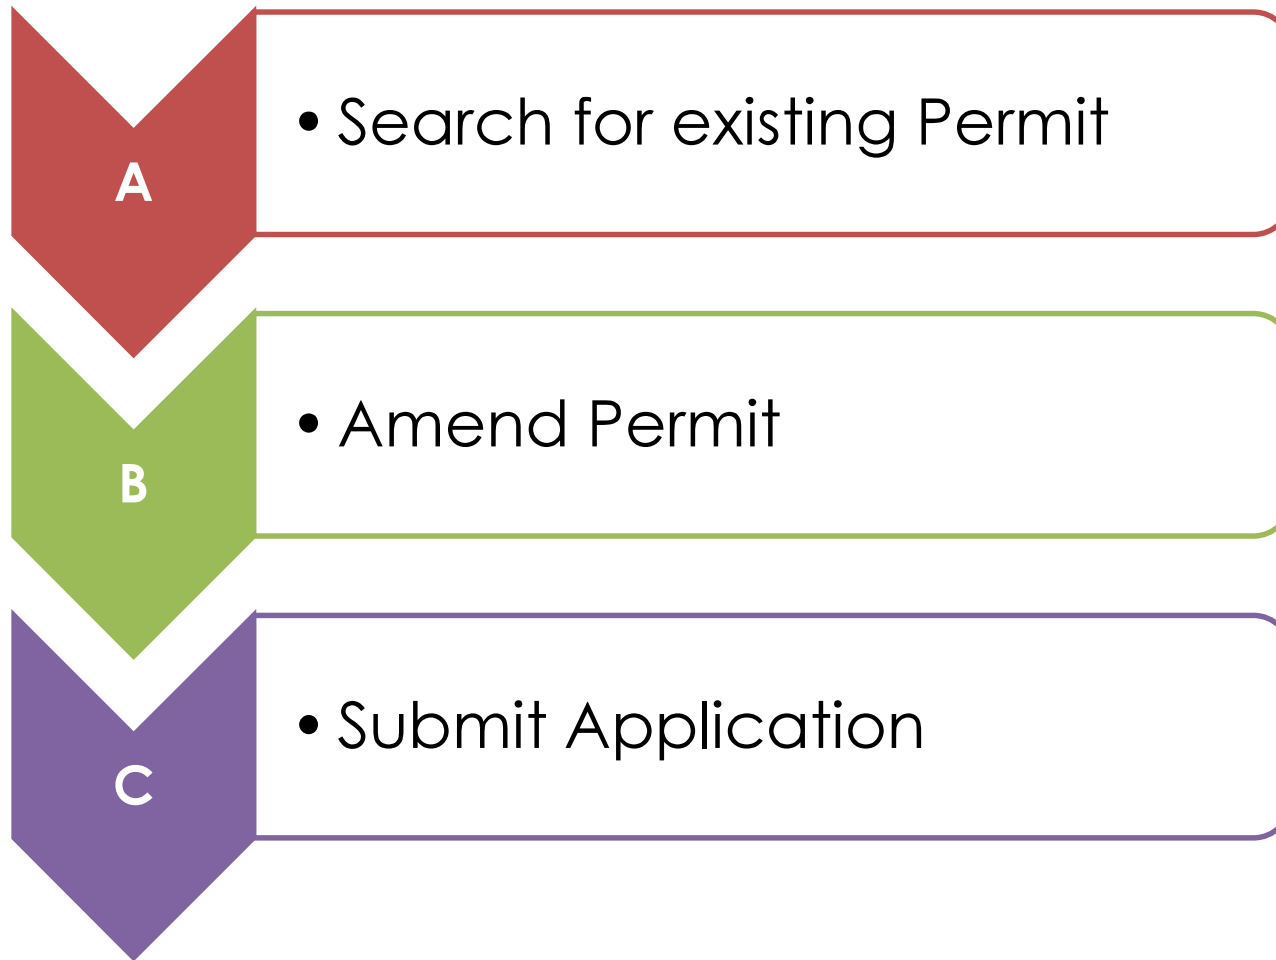 A
• Search for existing Permit
B
• Amend Permit
C
• Submit Application